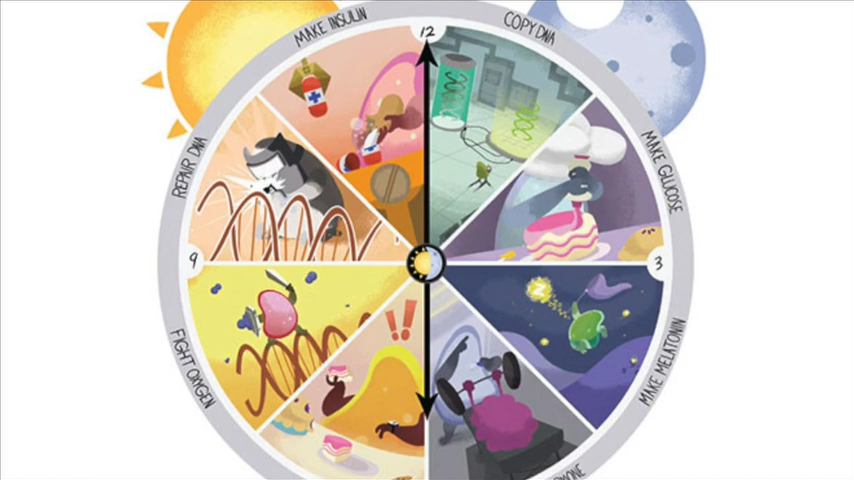 12
COPY DNA
MAKE GLUCOSE
3
MAKE MELATONIN
FIGHT OXYGEN
9
REPAIR DNA
MAKE INSULIN
!!
Z